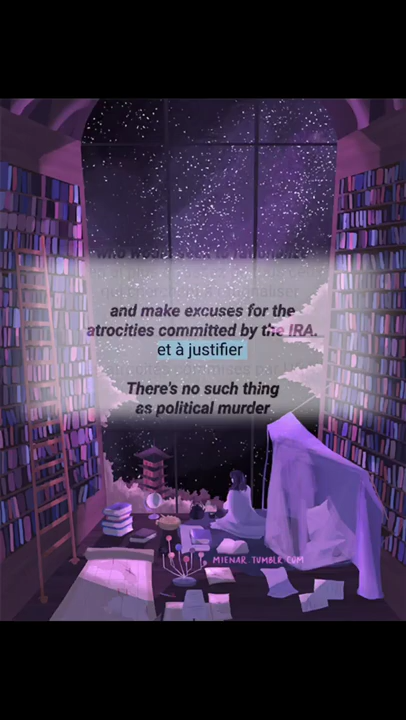 and make excuses for the
atrocities committed by the IRA.
et à justifier
There's no such thing
as political murder
MIENAR.TUMBLR.COM